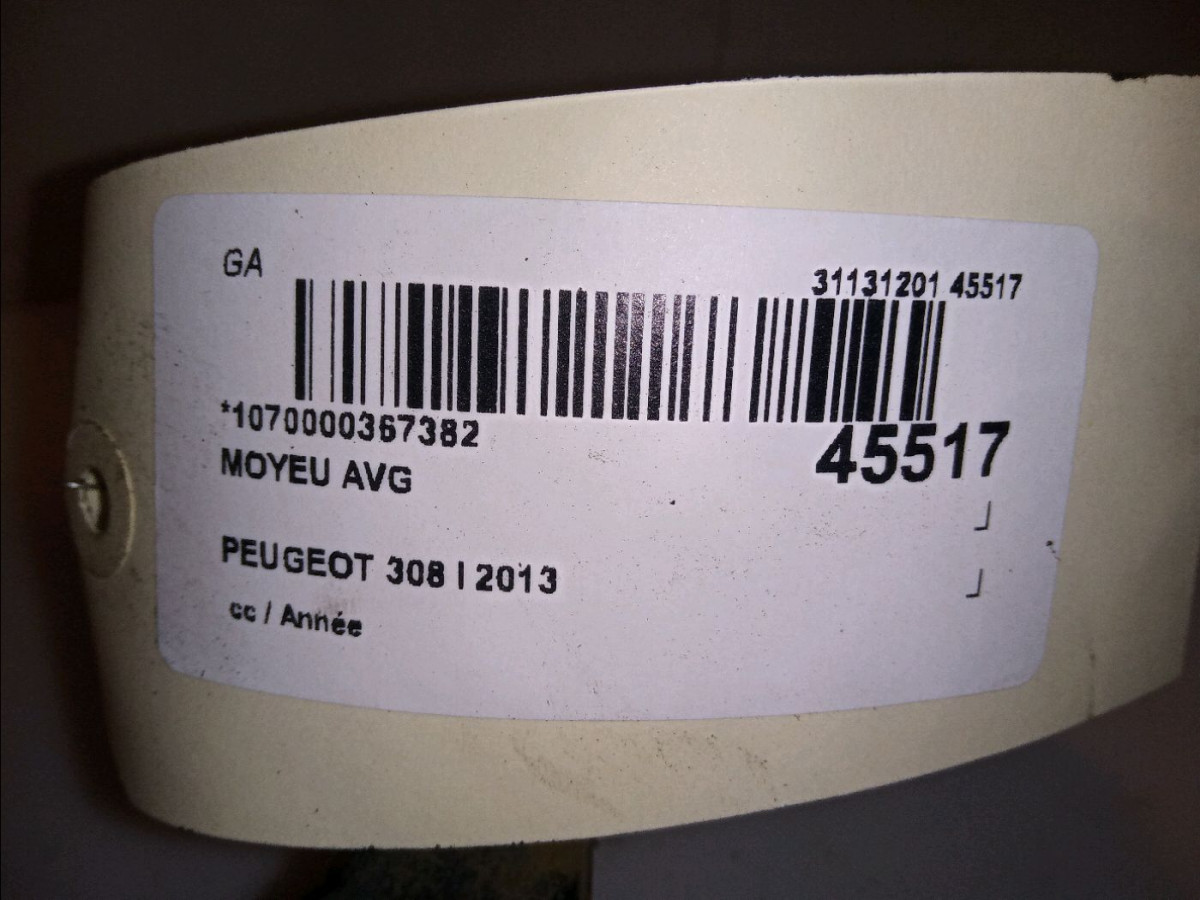 GA
31131201 45517
*1070000367382
45517
MOYEU AVG
PEUGEOT 308 I 2013
cc / Année